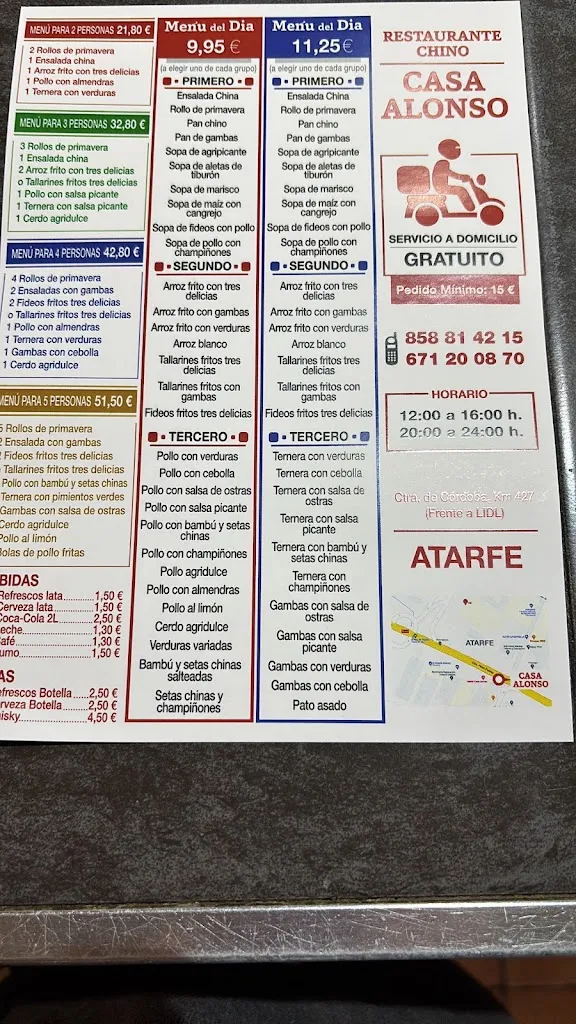 MENÚ PARA 2 PERSONAS 21,80 €
2 Rollos de primavera
1 Ensalada china
1 Arroz frito con tres delicias
1 Pollo con almendras
1 Ternera con verduras
MENÚ PARA 3 PERSONAS 32,80 €
3 Rollos de primavera
1 Ensalada china
2 Arroz frito con tres delicias
o Tallarines fritos tres delicias
1 Pollo con salsa picante
1 Ternera con salsa picante
1 Cerdo agridulce
MENÚ PARA 4 PERSONAS 42,80 €
4 Rollos de primavera
2 Ensaladas con gambas
2 Fideos fritos tres delicias
o Tallarines fritos tres delicias
1 Pollo con almendras
1 Ternera con verduras
1 Gambas con cebolla
1 Cerdo agridulce
MENÚ PARA 5 PERSONAS 51,50 €
5 Rollos de primavera
2 Ensalada con gambas
Fideos fritos tres delicias
Tallarines fritos tres delicias
Pollo con bambú y setas chinas
Ternera con pimientos verdes
Gambas con salsa de ostras
Cerdo agridulce
Pollo al limón
Bolas de pollo fritas
BIDAS
Refrescos lata..........1,50 €
Cerveza lata............1,50 €
Coca-Cola 2L..........2,50 €
eche......................1,30 €
afé........................1,30 €
umo......................1,50 €
AS
efrescos Botella.....2,50 €
rveza Botella........2,50 €
isky......................4,50 €
Menú del Dia
9,95 €
(a elegir uno de cada grupo)
PRIMERO
Ensalada China
Rollo de primavera
Pan chino
Pan de gambas
Sopa de agripicante
Sopa de aletas de
tiburón
Sopa de marisco
Sopa de maíz con
cangrejo
Sopa de fideos con pollo
Sopa de pollo con
champiñones
SEGUNDO
Arroz frito con tres
delicias
Arroz frito con gambas
Arroz frito con verduras
Arroz blanco
Tallarines fritos tres
delicias
Tallarines fritos con
gambas
Fideos fritos tres delicias
TERCERO
Pollo con verduras
Pollo con cebolla
Pollo con salsa de ostras
Pollo con salsa picante
Pollo con bambú y setas
chinas
Pollo con champiñones
Pollo agridulce
Pollo con almendras
Pollo al limón
Cerdo agridulce
Verduras variadas
Bambú y setas chinas
salteadas
Setas chinas y
champiñones
Menú del Dia
11,25 €
(a elegir uno de cada grupo)
PRIMERO
Ensalada China
Rollo de primavera
Pan chino
Pan de gambas
Sopa de agripicante
Sopa de aletas de
tiburón
Sopa de marisco
Sopa de maíz con
cangrejo
Sopa de fideos con pollo
Sopa de pollo con
champiñones
SEGUNDO
Arroz frito con tres
delicias
Arroz frito con gambas
Arroz frito con verduras
Arroz blanco
Tallarines fritos tres
delicias
Tallarines fritos con
gambas
Fideos fritos tres delicias
TERCERO
Ternera con verduras
Ternera con cebolla
Ternera con salsa de
ostras
Ternera con salsa
picante
Ternera con bambú y
setas chinas
Ternera con
champiñones
Gambas con salsa de
ostras
Gambas con salsa
picante
Gambas con verduras
Gambas con cebolla
Pato asado
RESTAURANTE
CHINO
CASA
ALONSO
SERVICIO A DOMICILIO
GRATUITO
Pedido Mínimo: 15 €
858 81 42 15
671 20 08 70
HORARIO
12:00 a 16:00 h.
20:00 a 24:00 h.
Ctra. de Córdoba, Km 427
(Frente a LIDL)
ATARFE
ATARFE
CASA
ALONSO